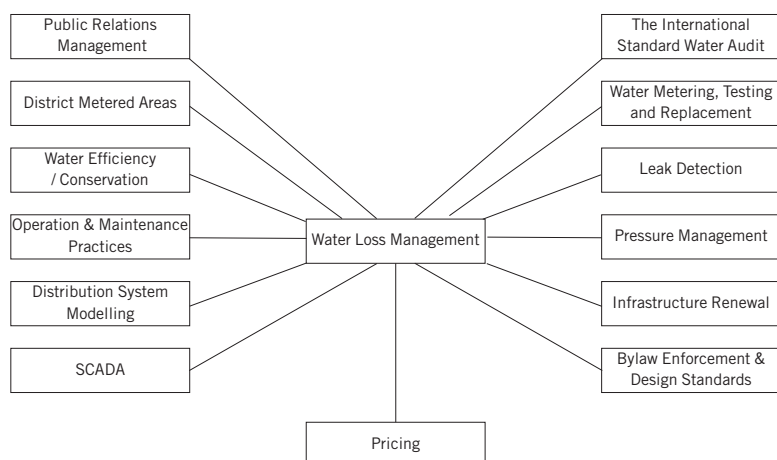 Public Relations
Management
District Metered Areas
Water Efficiency
/ Conservation
Operation & Maintenance
Practices
Distribution System
Modelling
SCADA
Water Loss Management
Pricing
The International
Standard Water Audit
Water Metering, Testing
and Replacement
Leak Detection
Pressure Management
Infrastructure Renewal
Bylaw Enforcement &
Design Standards